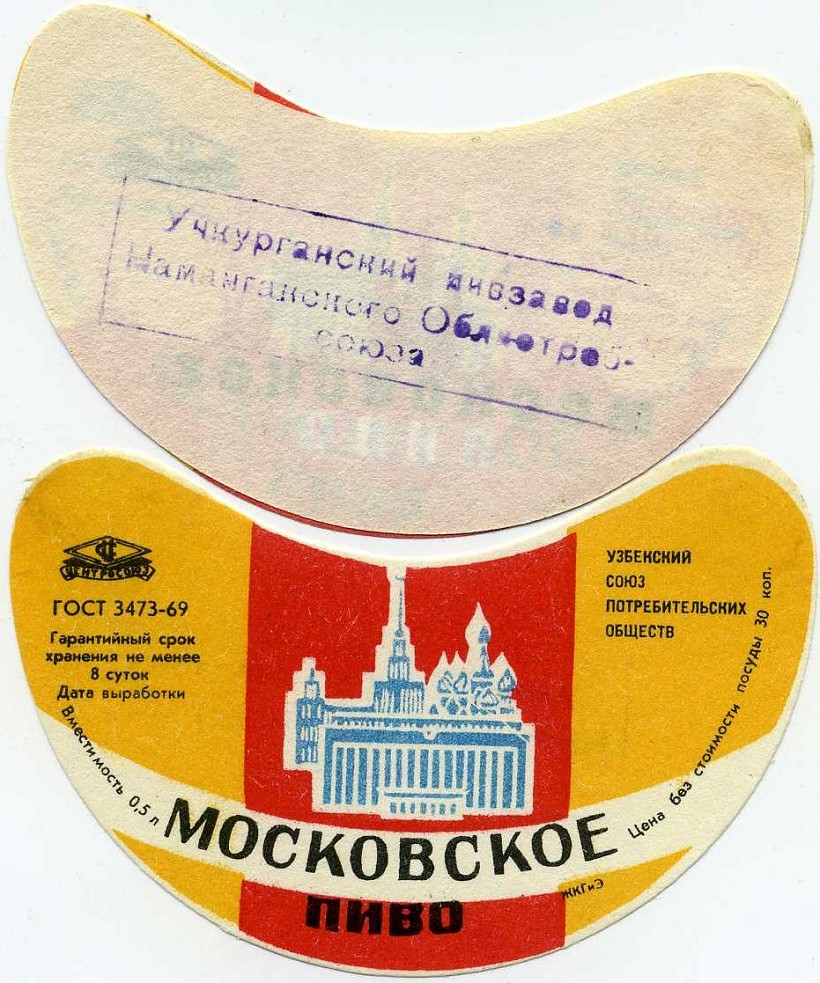 Учкурганский пивзавод
Наманганского Облпотреб-
союза
ЦЕНТРОСОЮЗ
ГОСТ 3473-69
Гарантийный срок
хранения не менее
8 суток
Дата выработки
Вместимость 0,5 л
УЗБЕКСКИЙ
СОЮЗ
ПОТРЕБИТЕЛЬСКИХ
ОБЩЕСТВ
Цена без стоимости посуды 30 коп.
МОСКОВСКОЕ
ПИВО
ЖКГиЭ